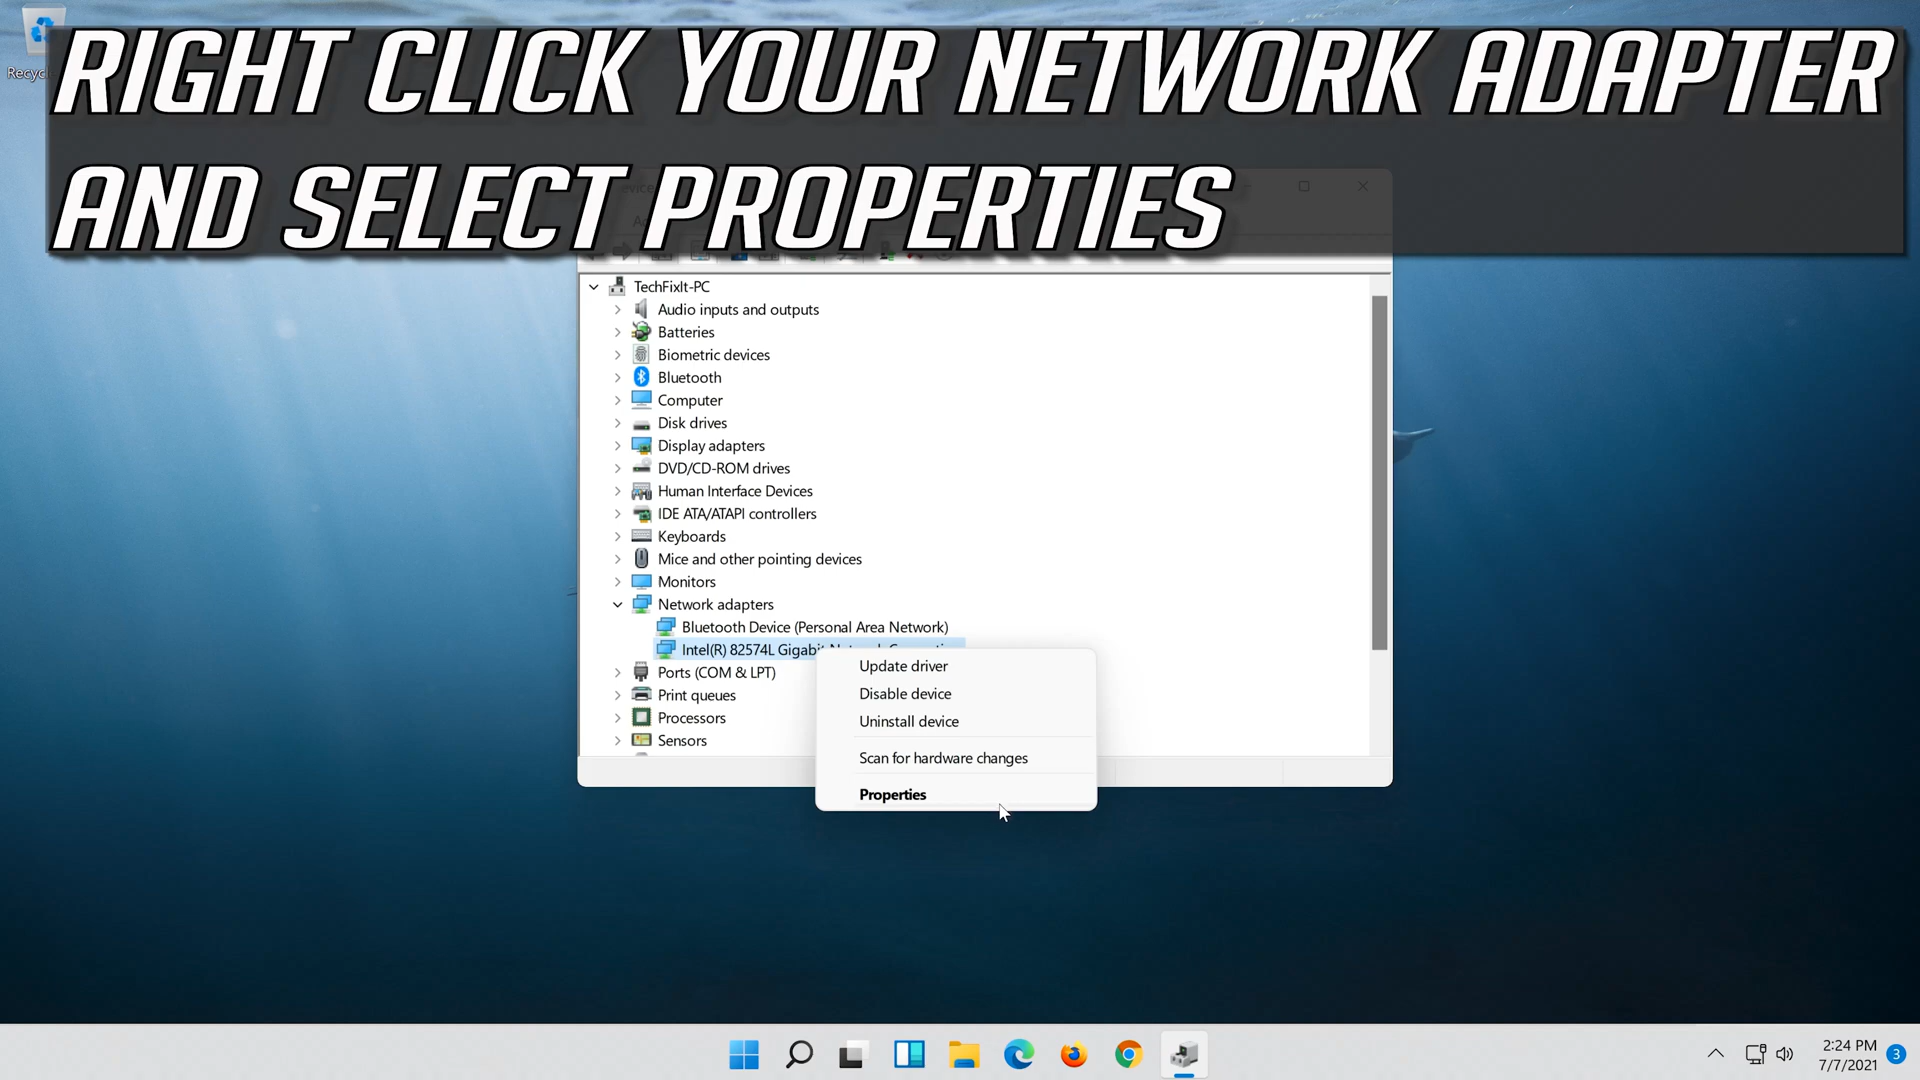 RIGHT CLICK YOUR NETWORK ADAPTER
AND SELECT PROPERTIES
TechFixIt-PC
Audio inputs and outputs
Batteries
Biometric devices
Bluetooth
Computer
Disk drives
Display adapters
DVD/CD-ROM drives
Human Interface Devices
IDE ATA/ATAPI controllers
Keyboards
Mice and other pointing devices
Monitors
Network adapters
Bluetooth Device (Personal Area Network)
Intel(R) 82574L Gigabit
Ports (COM & LPT)
Print queues
Processors
Sensors
Update driver
Disable device
Uninstall device
Scan for hardware changes
Properties
2:24 PM
7/7/2021
3